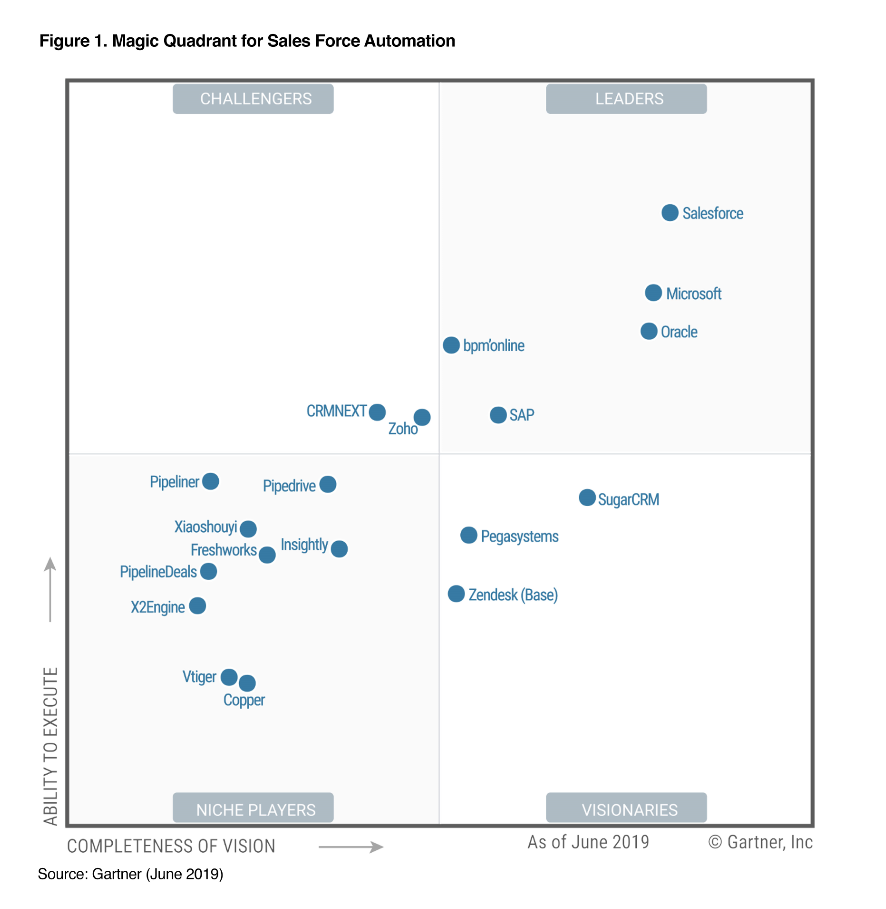 Figure 1. Magic Quadrant for Sales Force Automation
CHALLENGERS
LEADERS
Salesforce
Microsoft
Oracle
bpm'online
CRMNEXT
Zoho
SAP
Pipeliner
Pipedrive
SugarCRM
Xiaoshouyi
Pegasystems
Insightly
Freshworks
PipelineDeals
Zendesk (Base)
X2Engine
Vtiger
Copper
ABILITY TO EXECUTE
NICHE PLAYERS
VISIONARIES
COMPLETENESS OF VISION
As of June 2019
© Gartner, Inc
Source: Gartner (June 2019)